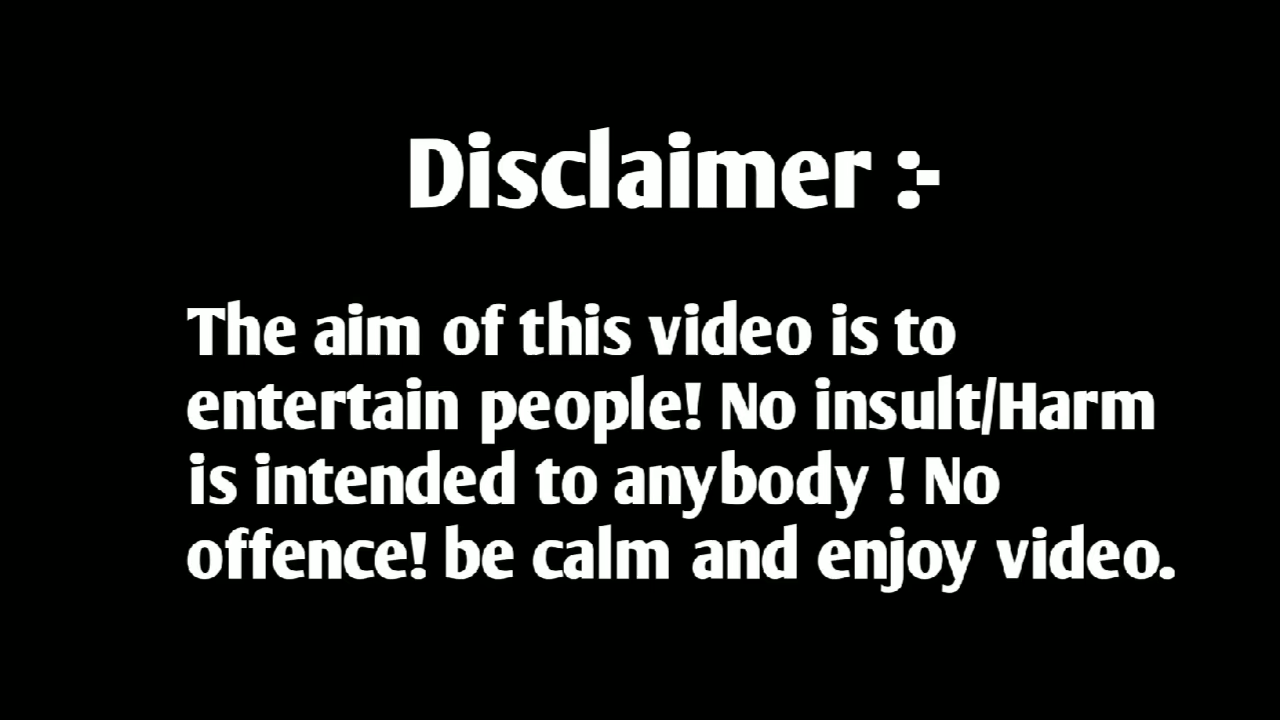 Disclaimer :-
The aim of this video is to
entertain people! No insult/Harm
is intended to anybody ! No
offence! be calm and enjoy video.